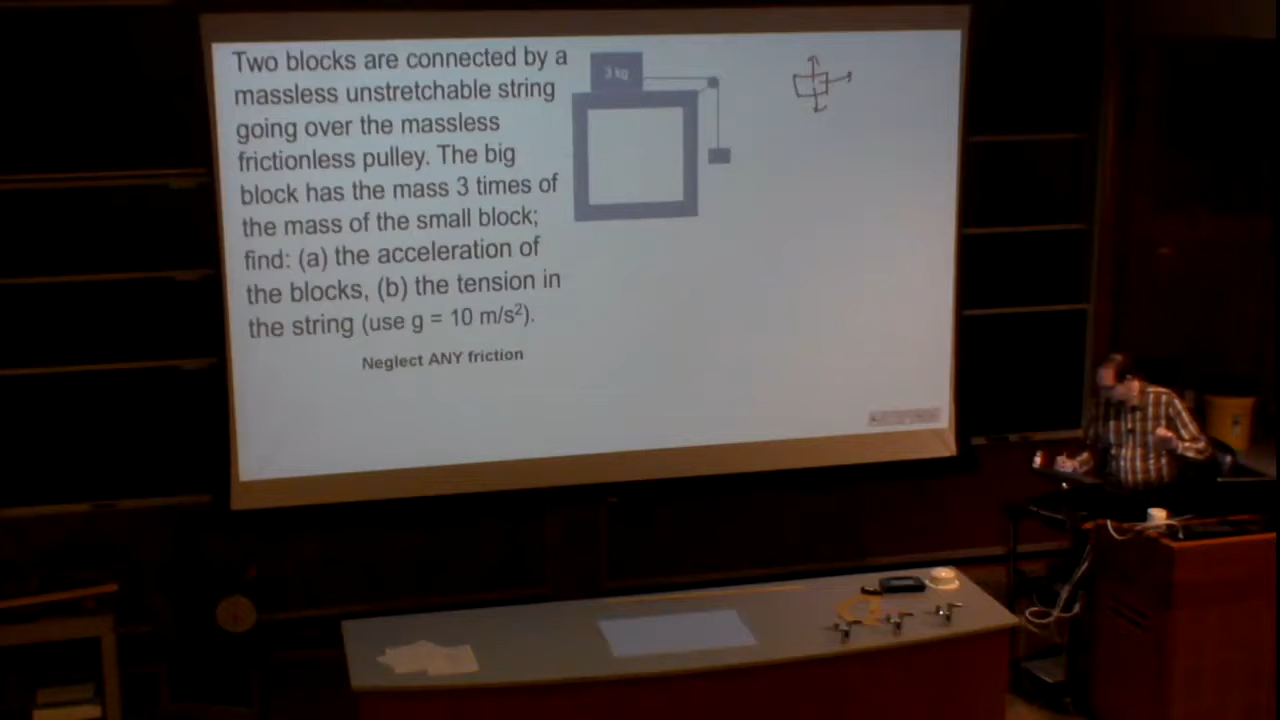 Two blocks are connected by a
massless unstretchable string
going over the massless
frictionless pulley. The big
block has the mass 3 times of
the mass of the small block;
find: (a) the acceleration of
the blocks, (b) the tension in
the string (use g = 10 m/s²).
Neglect ANY friction
3 kg